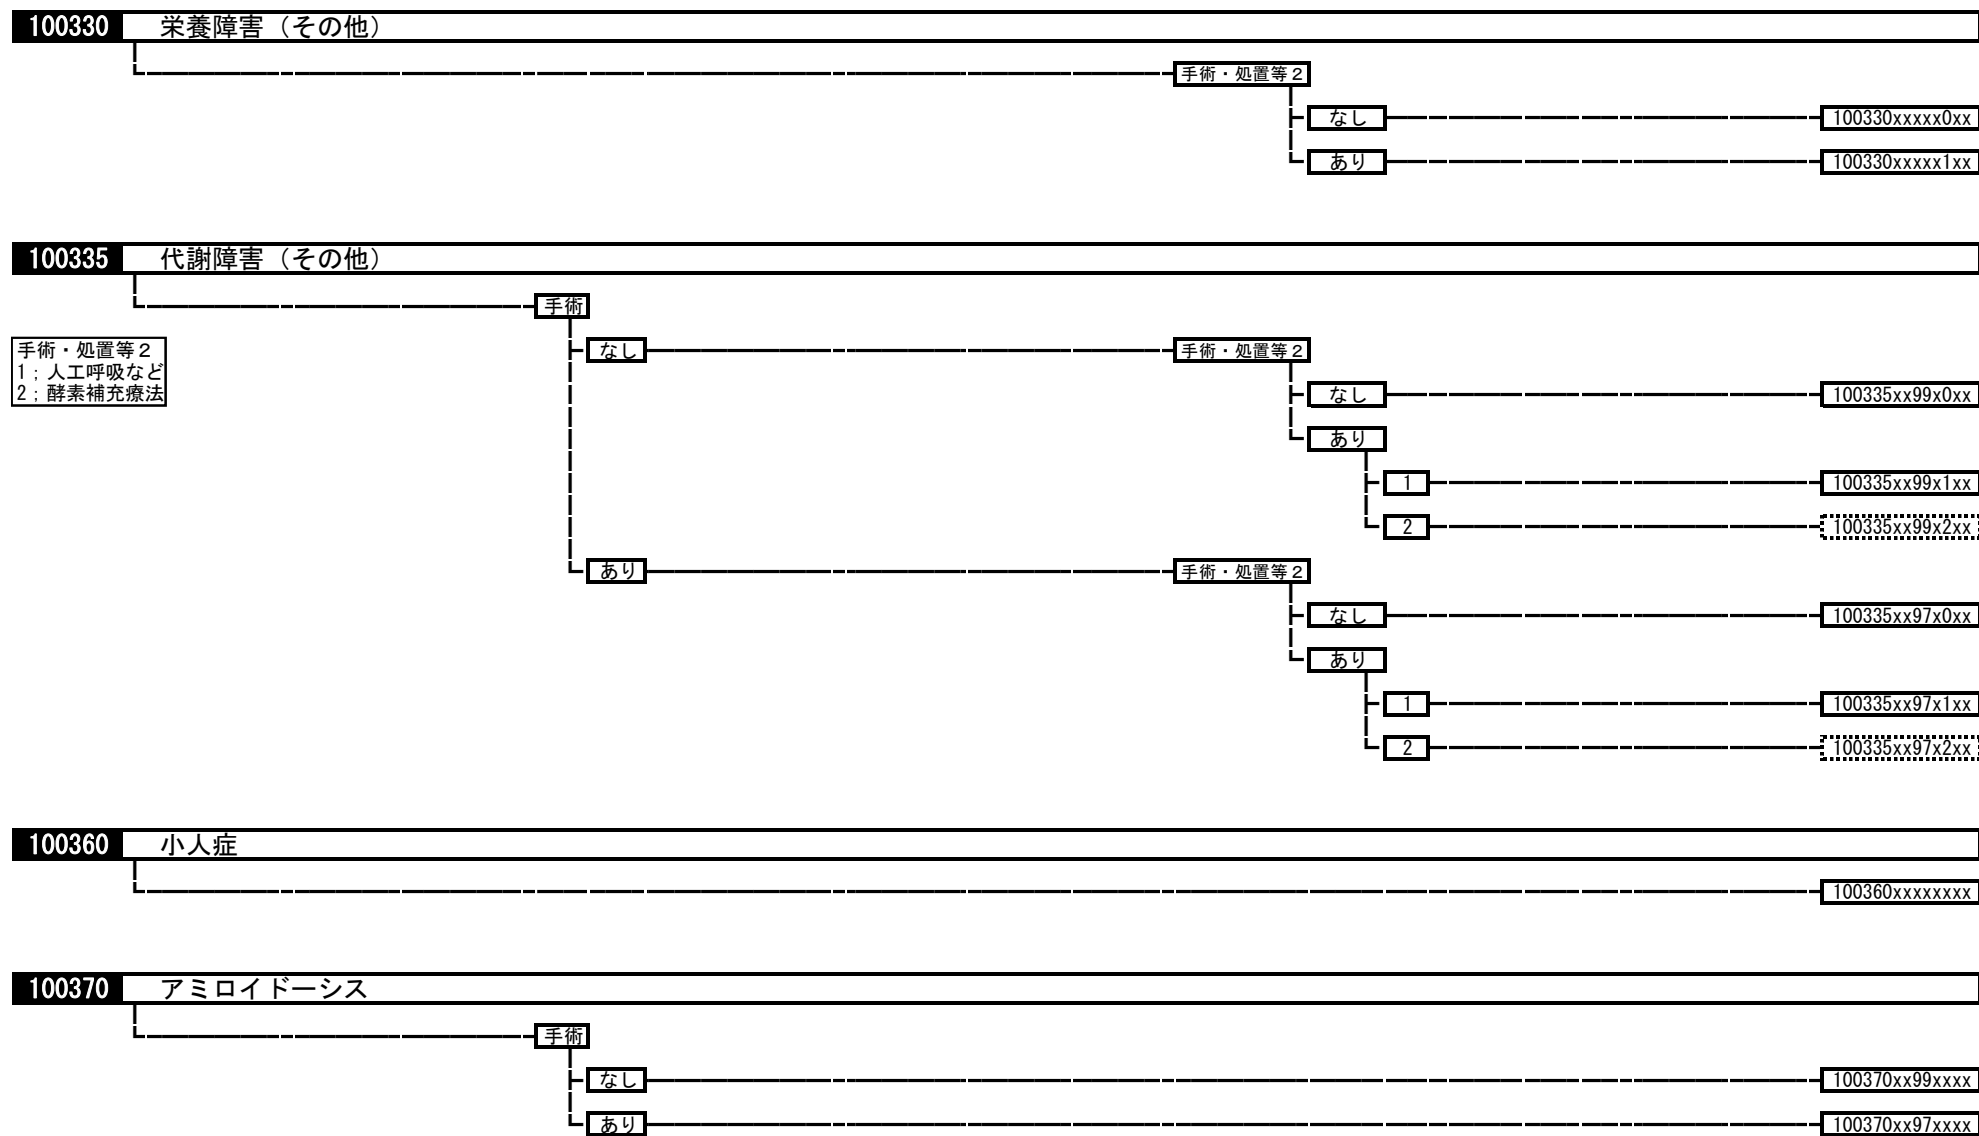 100330 栄養障害（その他）
手術・処置等２
なし 100330xxxxx0xx
あり 100330xxxxx1xx
100335 代謝障害（その他）
手術
手術・処置等２
1；人工呼吸など
2；酵素補充療法
なし 手術・処置等２
なし 100335xx99x0xx
あり
1 100335xx99x1xx
2 100335xx99x2xx
あり 手術・処置等２
なし 100335xx97x0xx
あり
1 100335xx97x1xx
2 100335xx97x2xx
100360 小人症
100360xxxxxxxx
100370 アミロイドーシス
手術
なし 100370xx99xxxx
あり 100370xx97xxxx